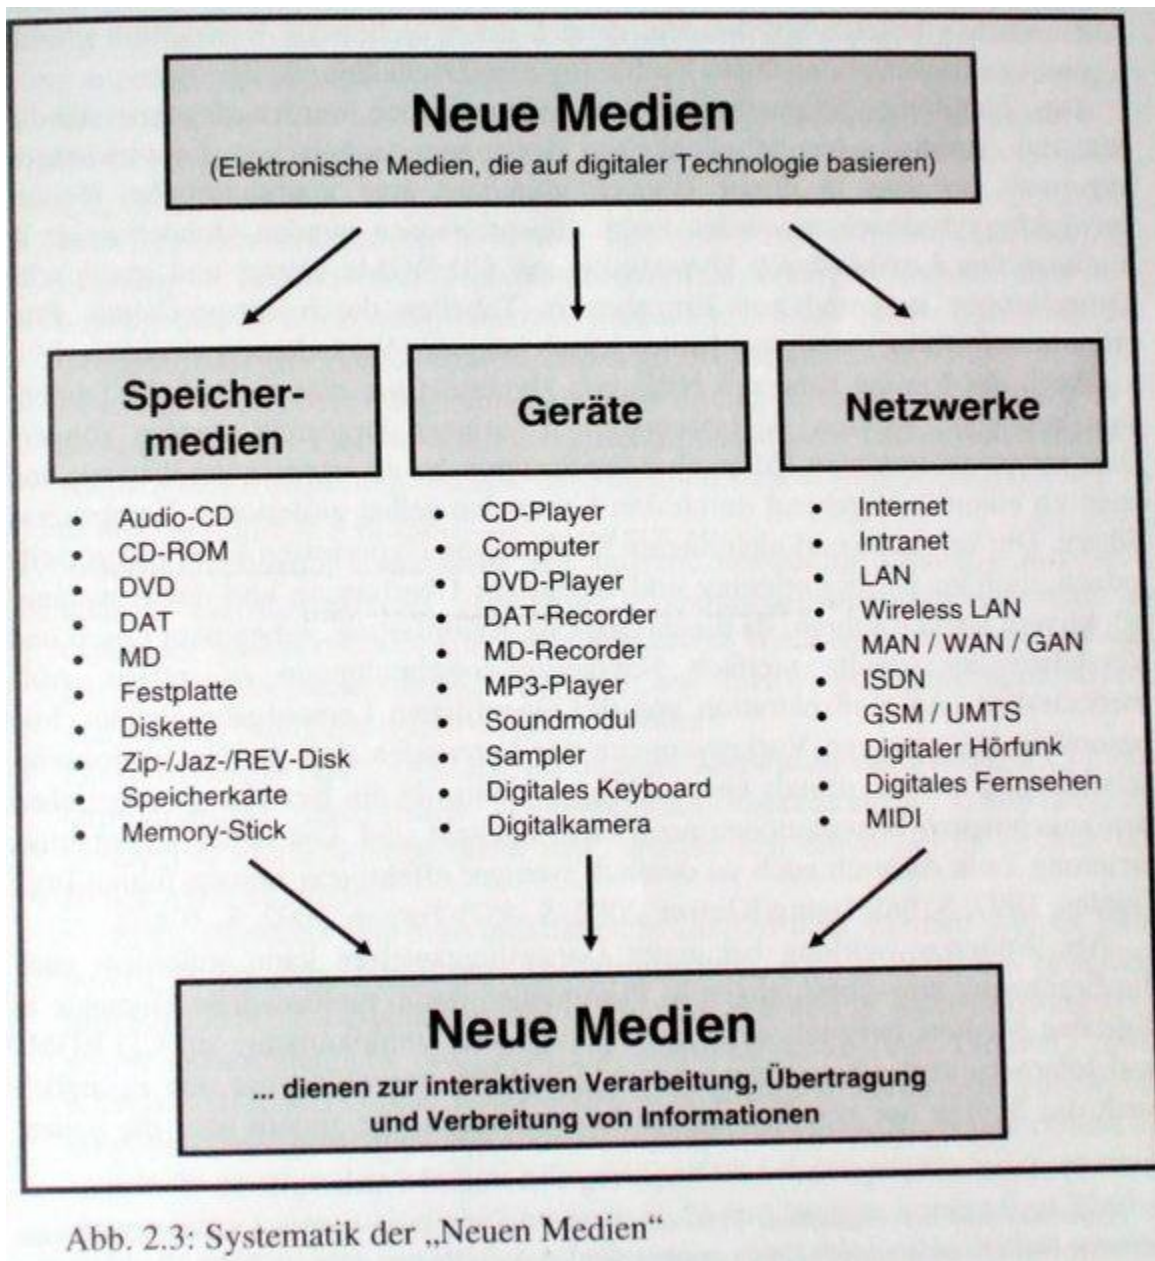 Neue Medien
(Elektronische Medien, die auf digitaler Technologie basieren)
Speicher-
medien
Geräte
Netzwerke
• Audio-CD
• CD-ROM
• DVD
• DAT
• MD
• Festplatte
• Diskette
• Zip-/Jaz-/REV-Disk
• Speicherkarte
• Memory-Stick
• CD-Player
• Computer
• DVD-Player
• DAT-Recorder
• MD-Recorder
• MP3-Player
• Soundmodul
• Sampler
• Digitales Keyboard
• Digitalkamera
• Internet
• Intranet
• LAN
• Wireless LAN
• MAN / WAN / GAN
• ISDN
• GSM / UMTS
• Digitaler Hörfunk
• Digitales Fernsehen
• MIDI
Neue Medien
... dienen zur interaktiven Verarbeitung, Übertragung
und Verbreitung von Informationen
Abb. 2.3: Systematik der „Neuen Medien“